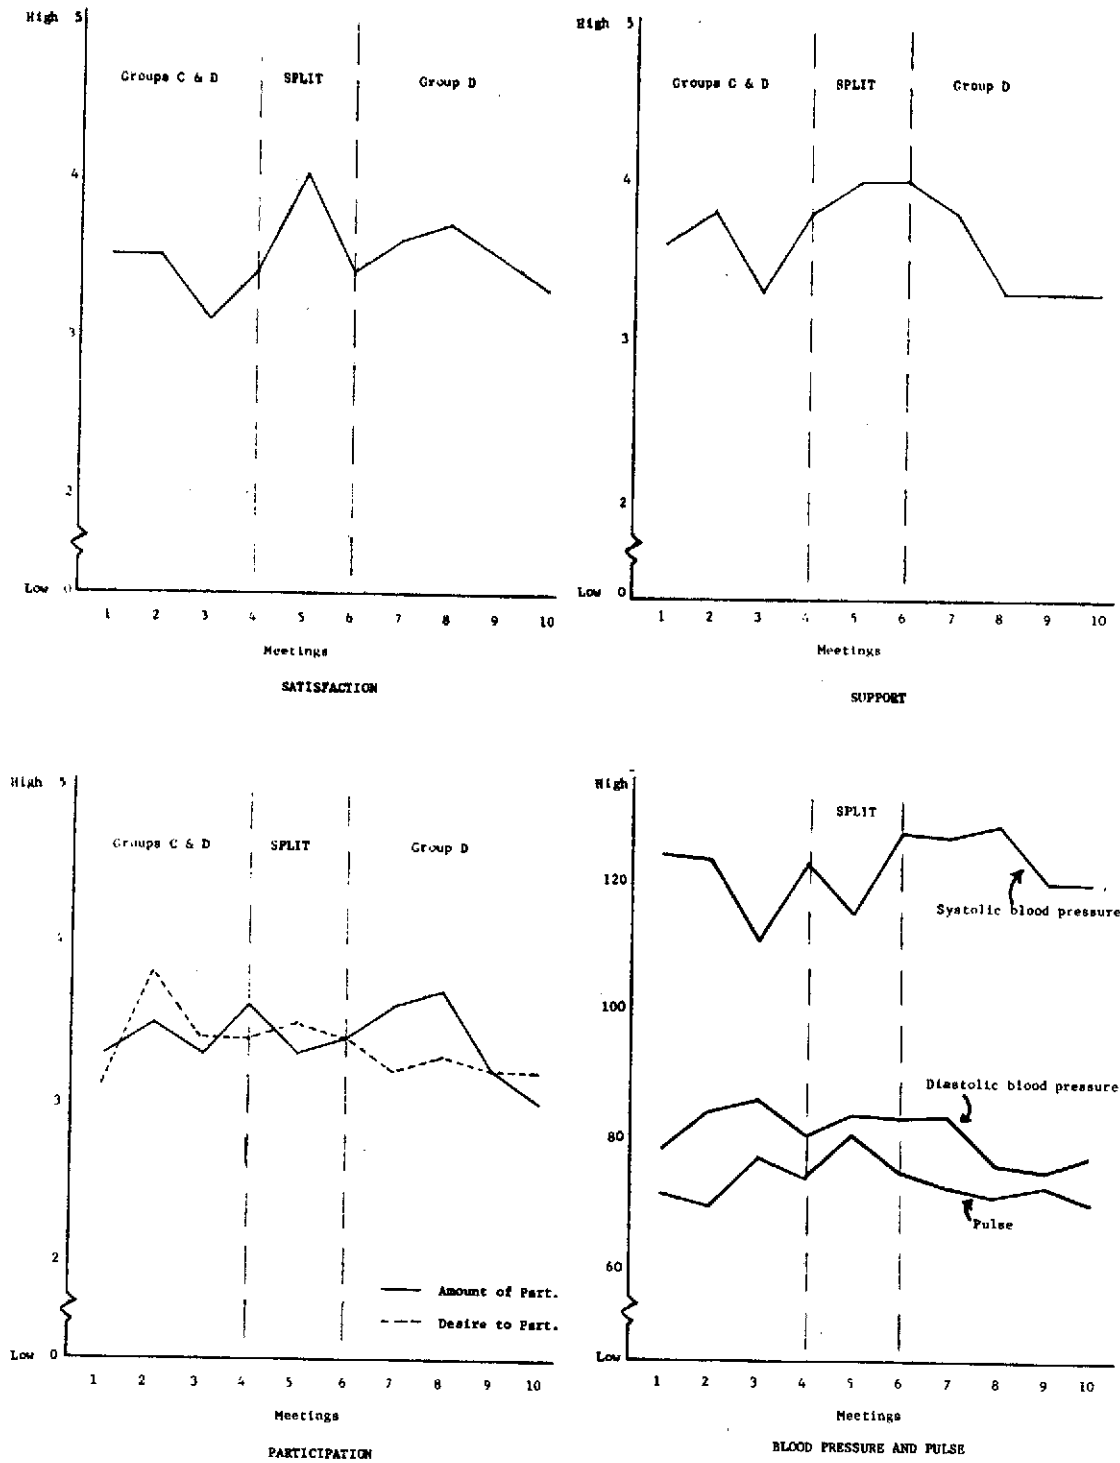 High 5
Groups C & D SPLIT Group D
4
3
2
Low 0
1 2 3 4 5 6 7 8 9 10
Meetings
SATISFACTION
High 5
Groups C & D SPLIT Group D
4
3
2
Low 0
1 2 3 4 5 6 7 8 9 10
Meetings
SUPPORT
High 5
Groups C & D SPLIT Group D
4
3
2
Amount of Part.
Desire to Part.
Low 0
1 2 3 4 5 6 7 8 9 10
Meetings
PARTICIPATION
High
SPLIT
120
Systolic blood pressure
100
Diastolic blood pressure
80
Pulse
60
Low
1 2 3 4 5 6 7 8 9 10
Meetings
BLOOD PRESSURE AND PULSE